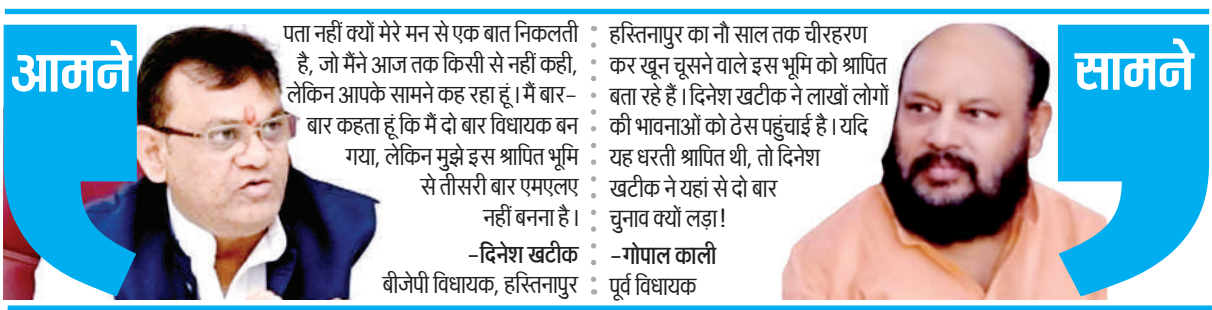 आमने
पता नहीं क्यों मेरे मन से एक बात निकलती
है, जो मैंने आज तक किसी से नहीं कही,
लेकिन आपके सामने कह रहा हूं। मैं बार-
बार कहता हूं कि मैं दो बार विधायक बन
गया, लेकिन मुझे इस श्रापित भूमि
से तीसरी बार एमएलए
नहीं बनना है।
-दिनेश खटीक
बीजेपी विधायक, हस्तिनापुर
हस्तिनापुर का नौ साल तक चीरहरण
कर खून चूसने वाले इस भूमि को श्रापित
बता रहे हैं। दिनेश खटीक ने लाखों लोगों
की भावनाओं को ठेस पहुंचाई है। यदि
यह धरती श्रापित थी, तो दिनेश
खटीक ने यहां से दो बार
चुनाव क्यों लड़ा!
-गोपाल काली
पूर्व विधायक
सामने